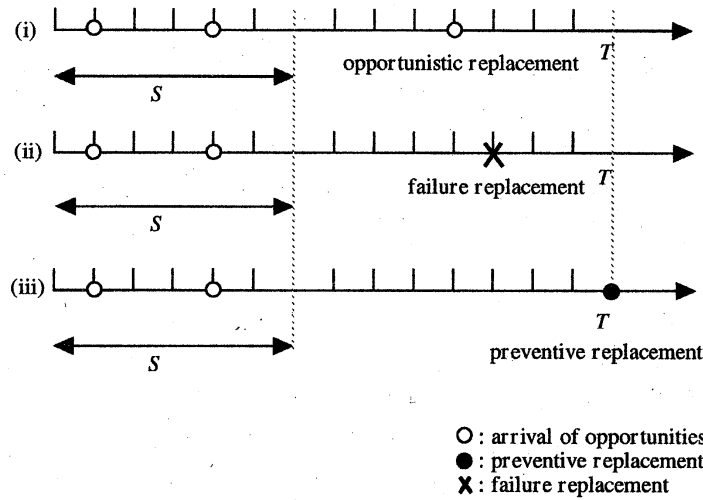 (i)
opportunistic replacement T
S
(ii)
failure replacement T
S
(iii)
T
S
preventive replacement
: arrival of opportunities
: preventive replacement
: failure replacement